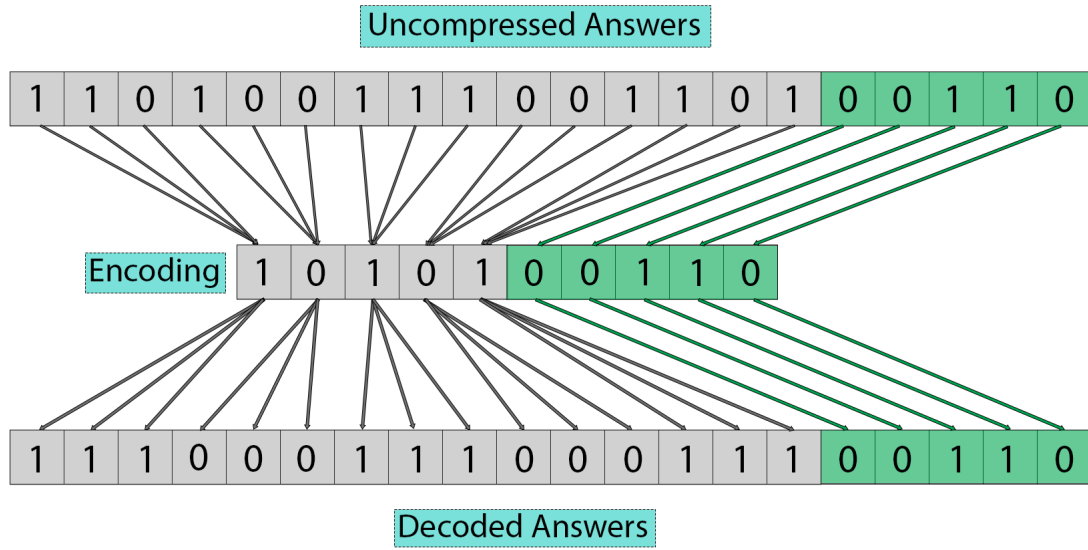 Uncompressed Answers
1 1 0 1 0 0 1 1 1 0 0 1 1 0 1 0 0 1 1 0
Encoding 1 0 1 0 1 0 0 1 1 0
1 1 1 0 0 0 1 1 1 0 0 0 1 1 1 0 0 1 1 0
Decoded Answers